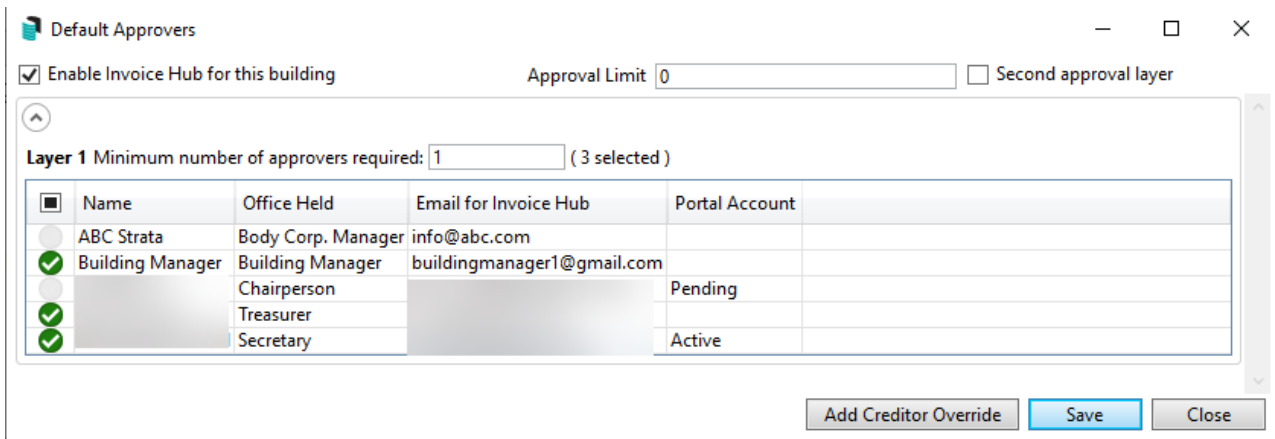 Default Approvers
Enable Invoice Hub for this building Approval Limit 0 Second approval layer
Layer 1 Minimum number of approvers required: 1 ( 3 selected )
Name Office Held Email for Invoice Hub Portal Account
ABC Strata Body Corp. Manager info@abc.com
Building Manager Building Manager buildingmanager1@gmail.com
Chairperson Pending
Treasurer
Secretary Active
Add Creditor Override Save Close